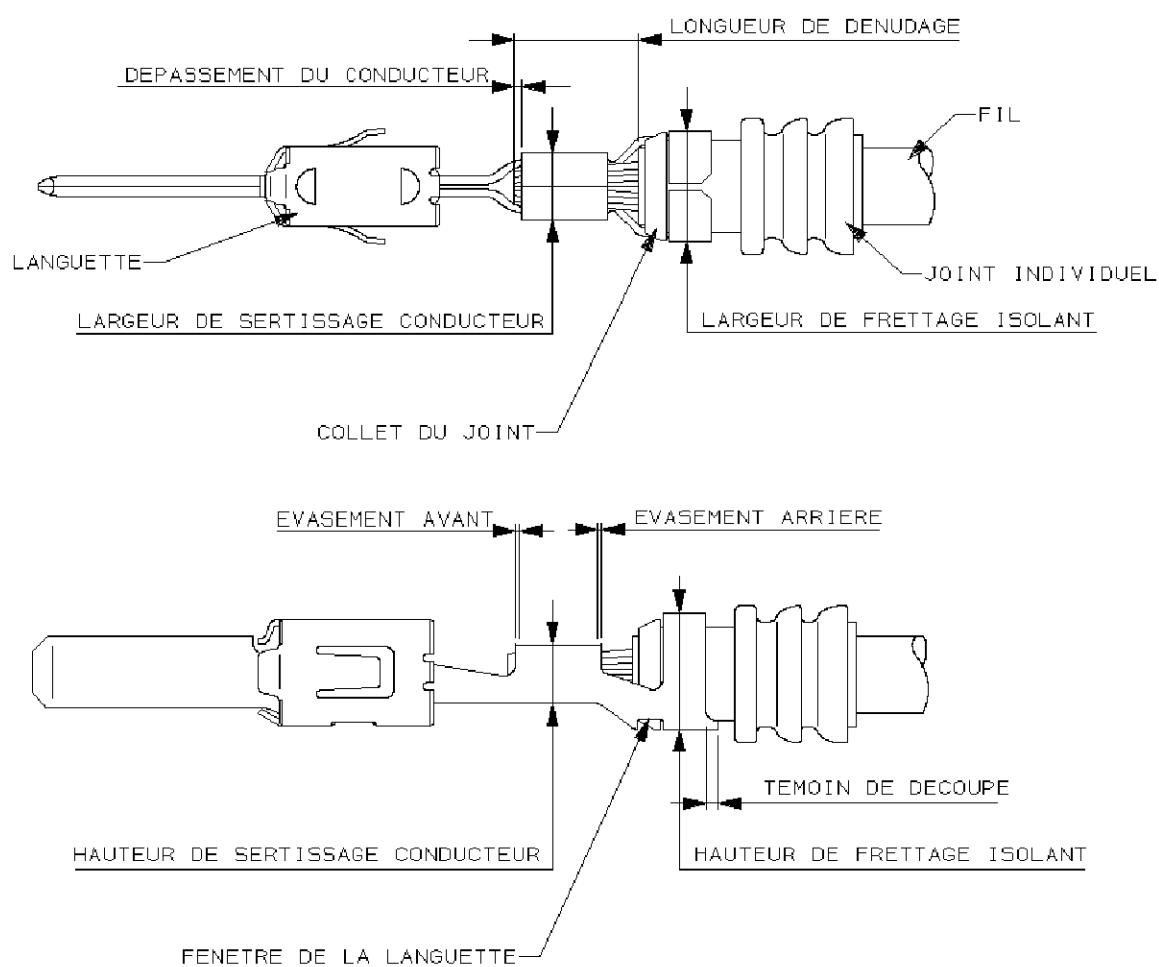 LONGUEUR DE DENUDAGE
DEPASSEMENT DU CONDUCTEUR
FIL
LANGUETTE
JOINT INDIVIDUEL
LARGEUR DE SERTISSAGE CONDUCTEUR
LARGEUR DE FRETTAGE ISOLANT
COLLET DU JOINT
EVASEMENT AVANT
EVASEMENT ARRIERE
TEMOIN DE DECOUPE
HAUTEUR DE SERTISSAGE CONDUCTEUR
HAUTEUR DE FRETTAGE ISOLANT
FENETRE DE LA LANGUETTE